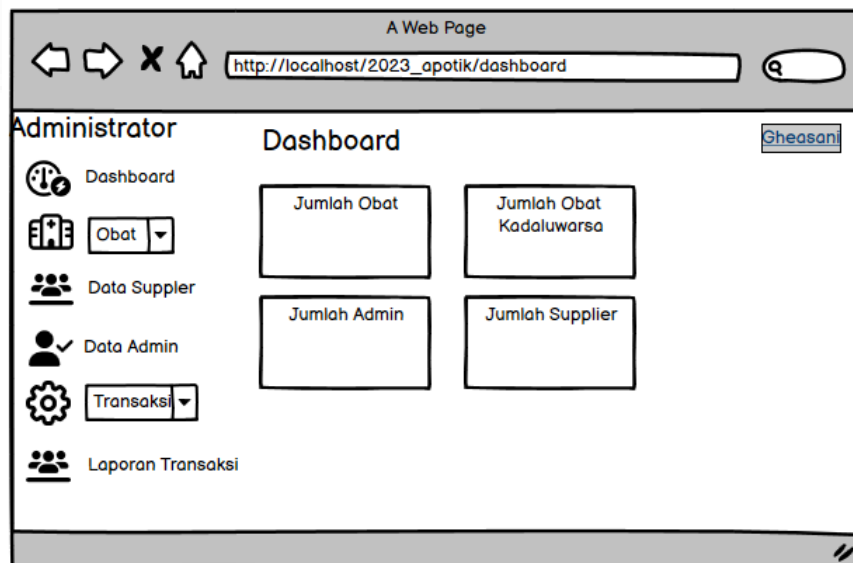 A Web Page
http://localhost/2023_apotik/dashboard
Administrator
Dashboard
Gheasani
Dashboard
Obat
Data Suppler
Data Admin
Transaksi
Laporan Transaksi
Jumlah Obat
Jumlah Obat
Kadaluwarsa
Jumlah Admin
Jumlah Supplier